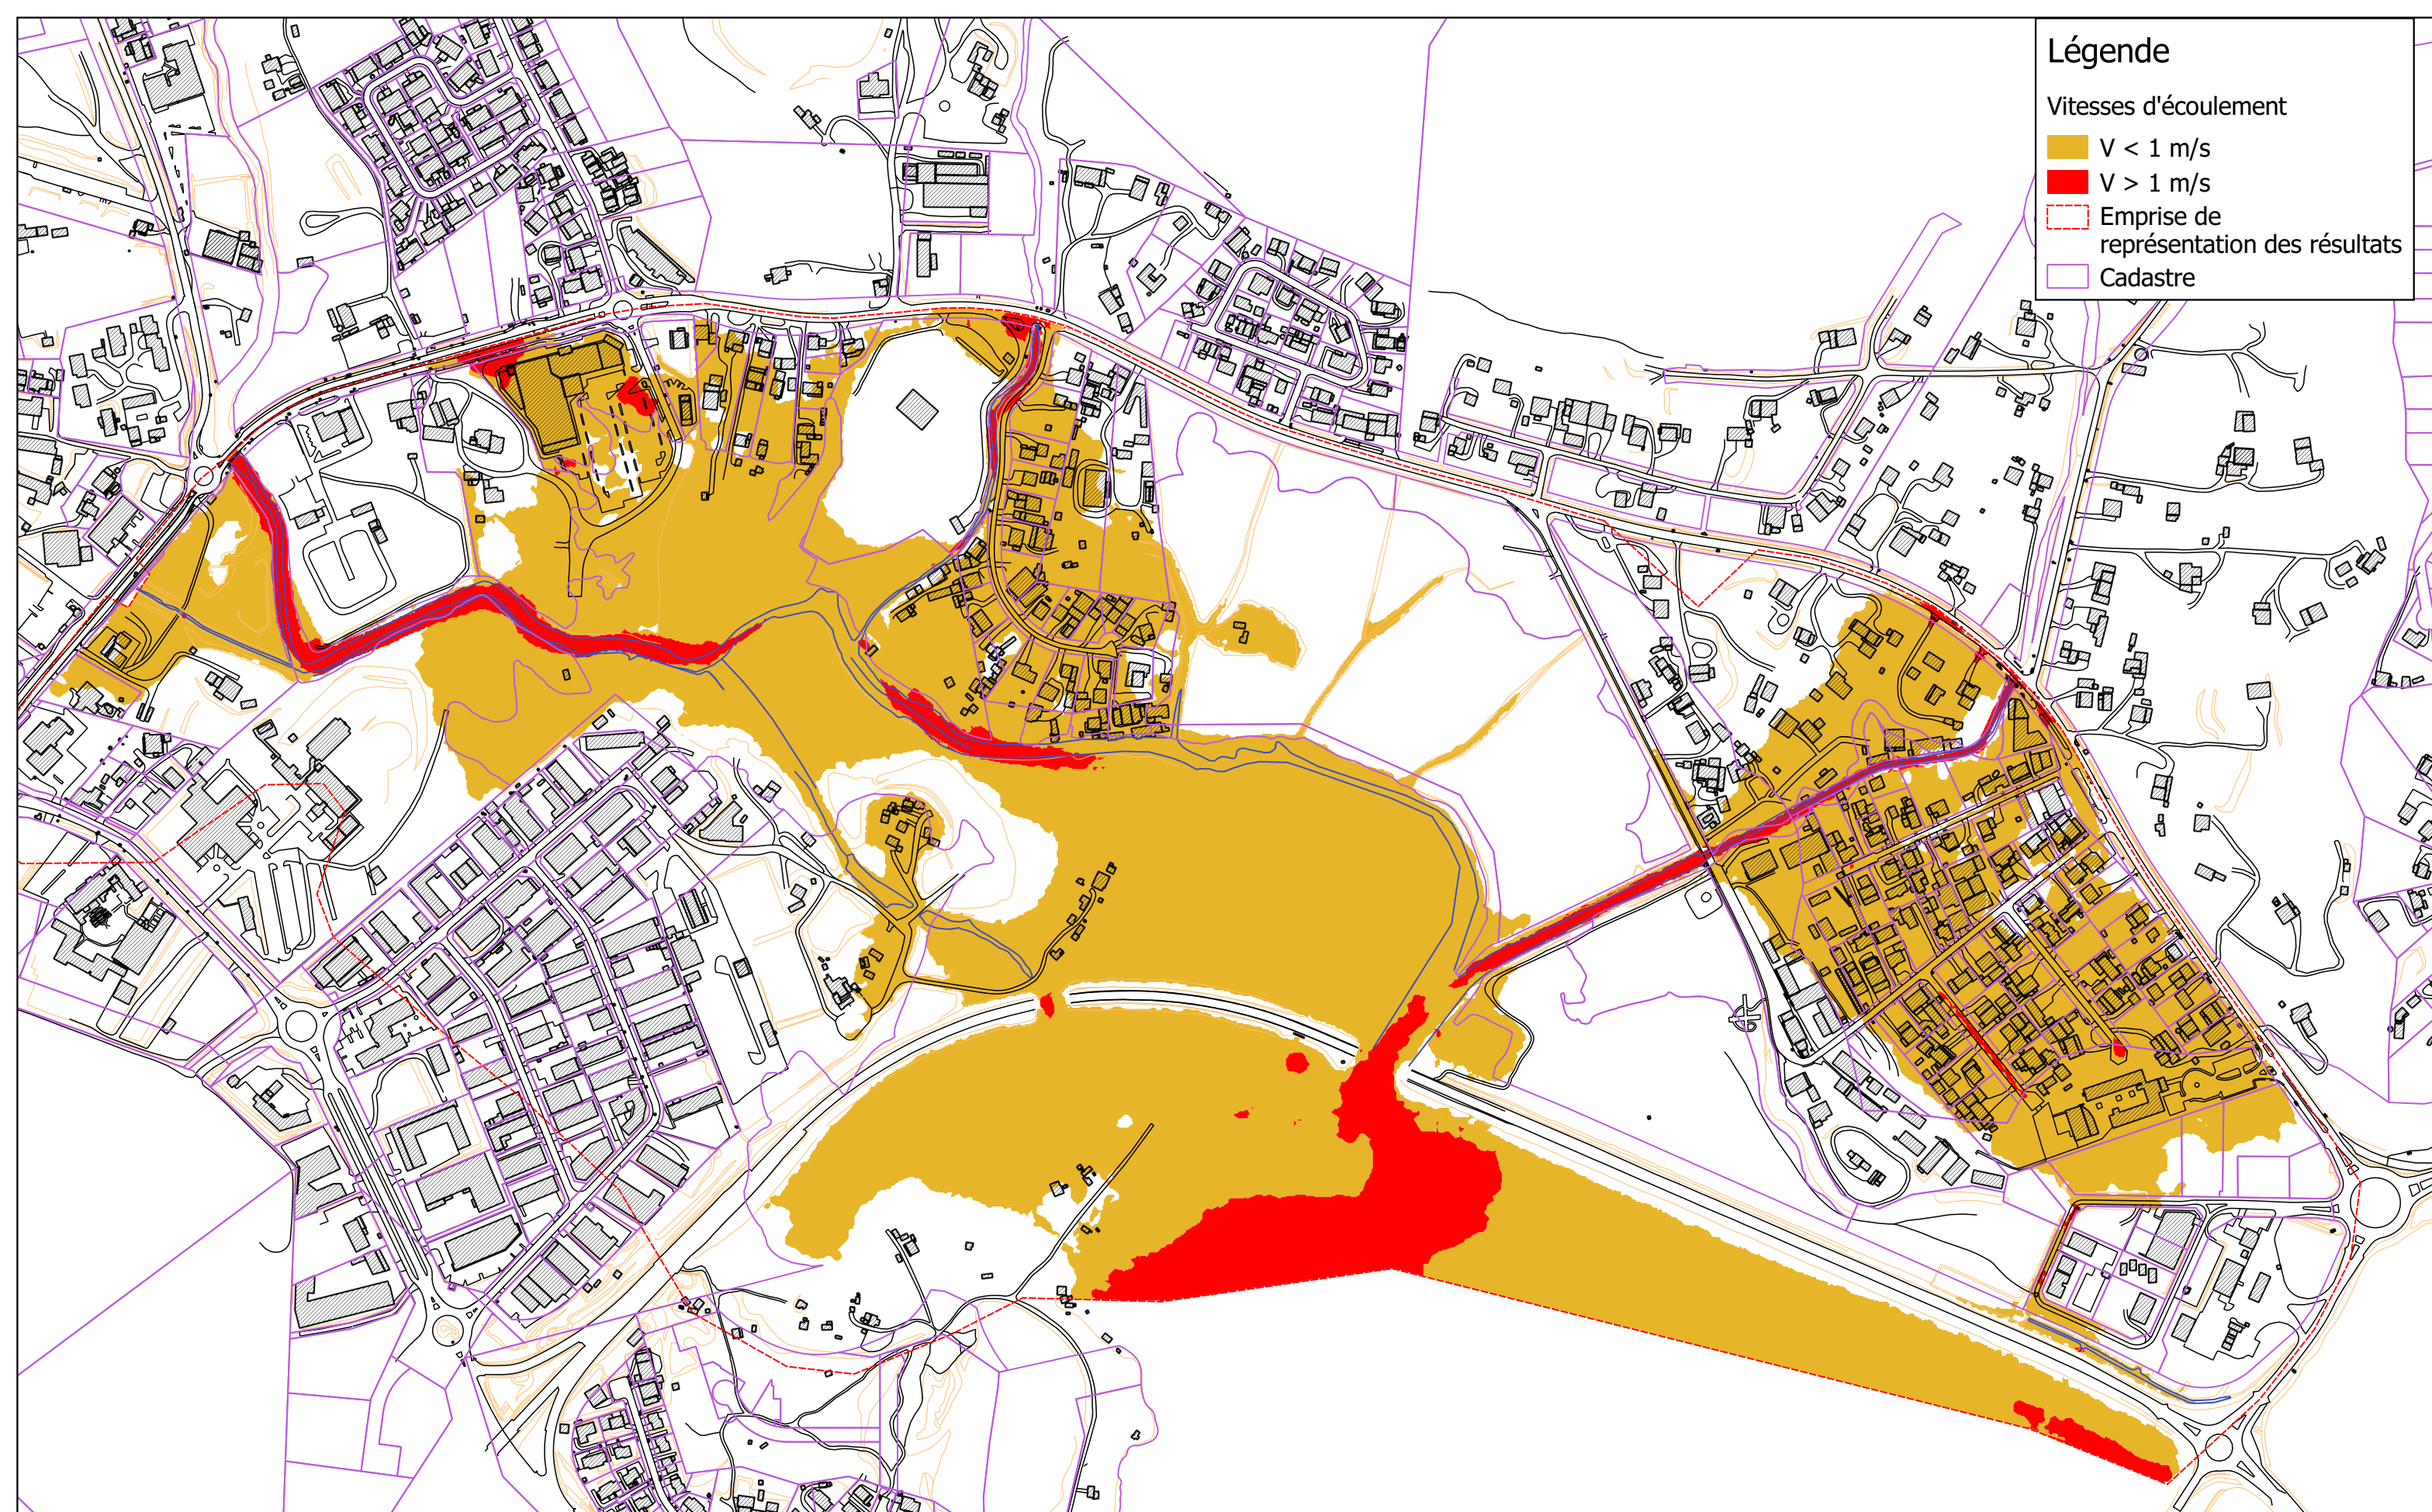 Légende
Vitesses d'écoulement
V < 1 m/s
V > 1 m/s
Emprise de
représentation des résultats
Cadastre